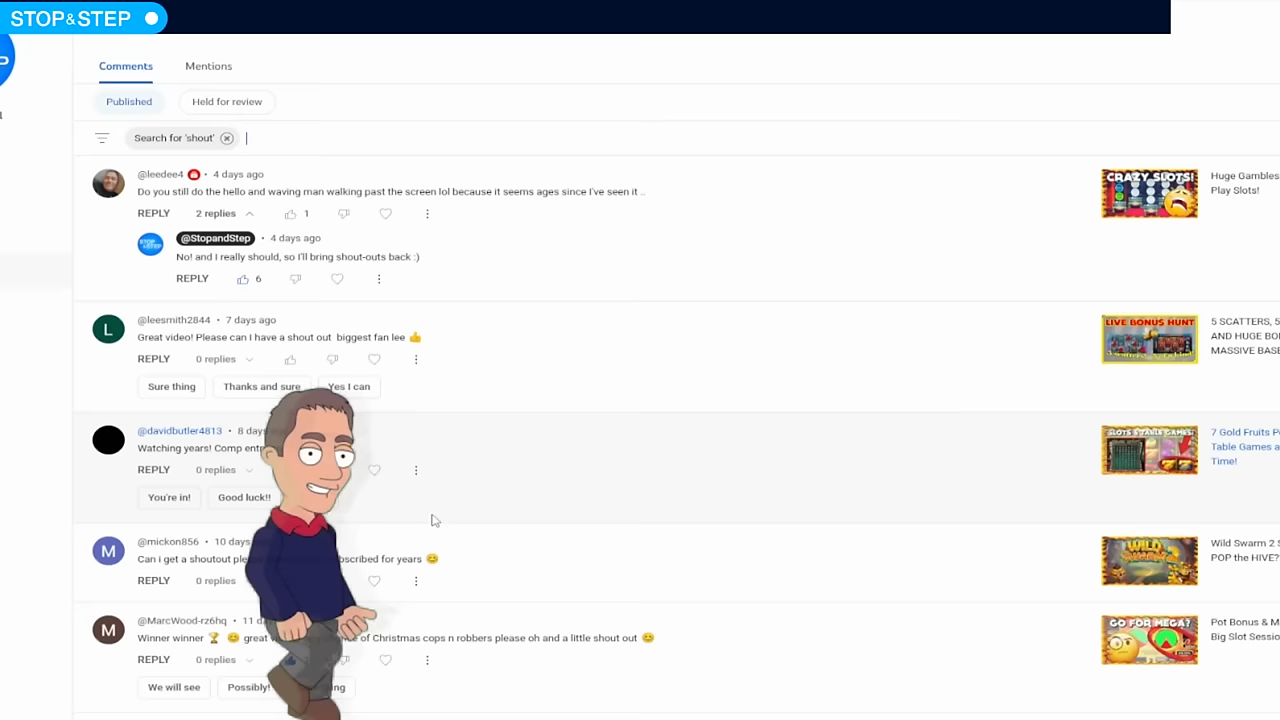 STOP&STEP
Comments Mentions
Published Held for review
Search for 'shout'
@leedee4 • 4 days ago
Do you still do the hello and waving man walking past the screen lol because it seems ages since I've seen it ..
REPLY 2 replies 1
CRAZY SLOTS!
Huge Gambles
Play Slots!
@StopandStep • 4 days ago
No! and I really should, so I'll bring shout-outs back :)
REPLY 6
L
@leesmith2844 • 7 days ago
Great video! Please can I have a shout out biggest fan lee 👍
REPLY 0 replies
Sure thing Thanks and sure Yes I can
LIVE BONUS HUNT
5 SCATTERS, 5
AND HUGE BO
MASSIVE BASE
@davidbutler4813 • 8 day
Watching years! Comp ent
REPLY 0 replies
You're in! Good luck!!
SLOTS & TABLE GAMES!
7 Gold Fruits P
Table Games a
Time!
M
@mickon856 • 10 days
Can i get a shoutout ple bscribed for years 😊
REPLY 0 replies
WILD
Wild Swarm 2 S
POP the HIVE?
M
@MarcWood-rz6hq • 11 d
Winner winner 🏆 😊 great of Christmas cops n robbers please oh and a little shout out 😊
REPLY 0 replies
We will see Possibly!
GO FOR MEGA?
Pot Bonus & M
Big Slot Sessio